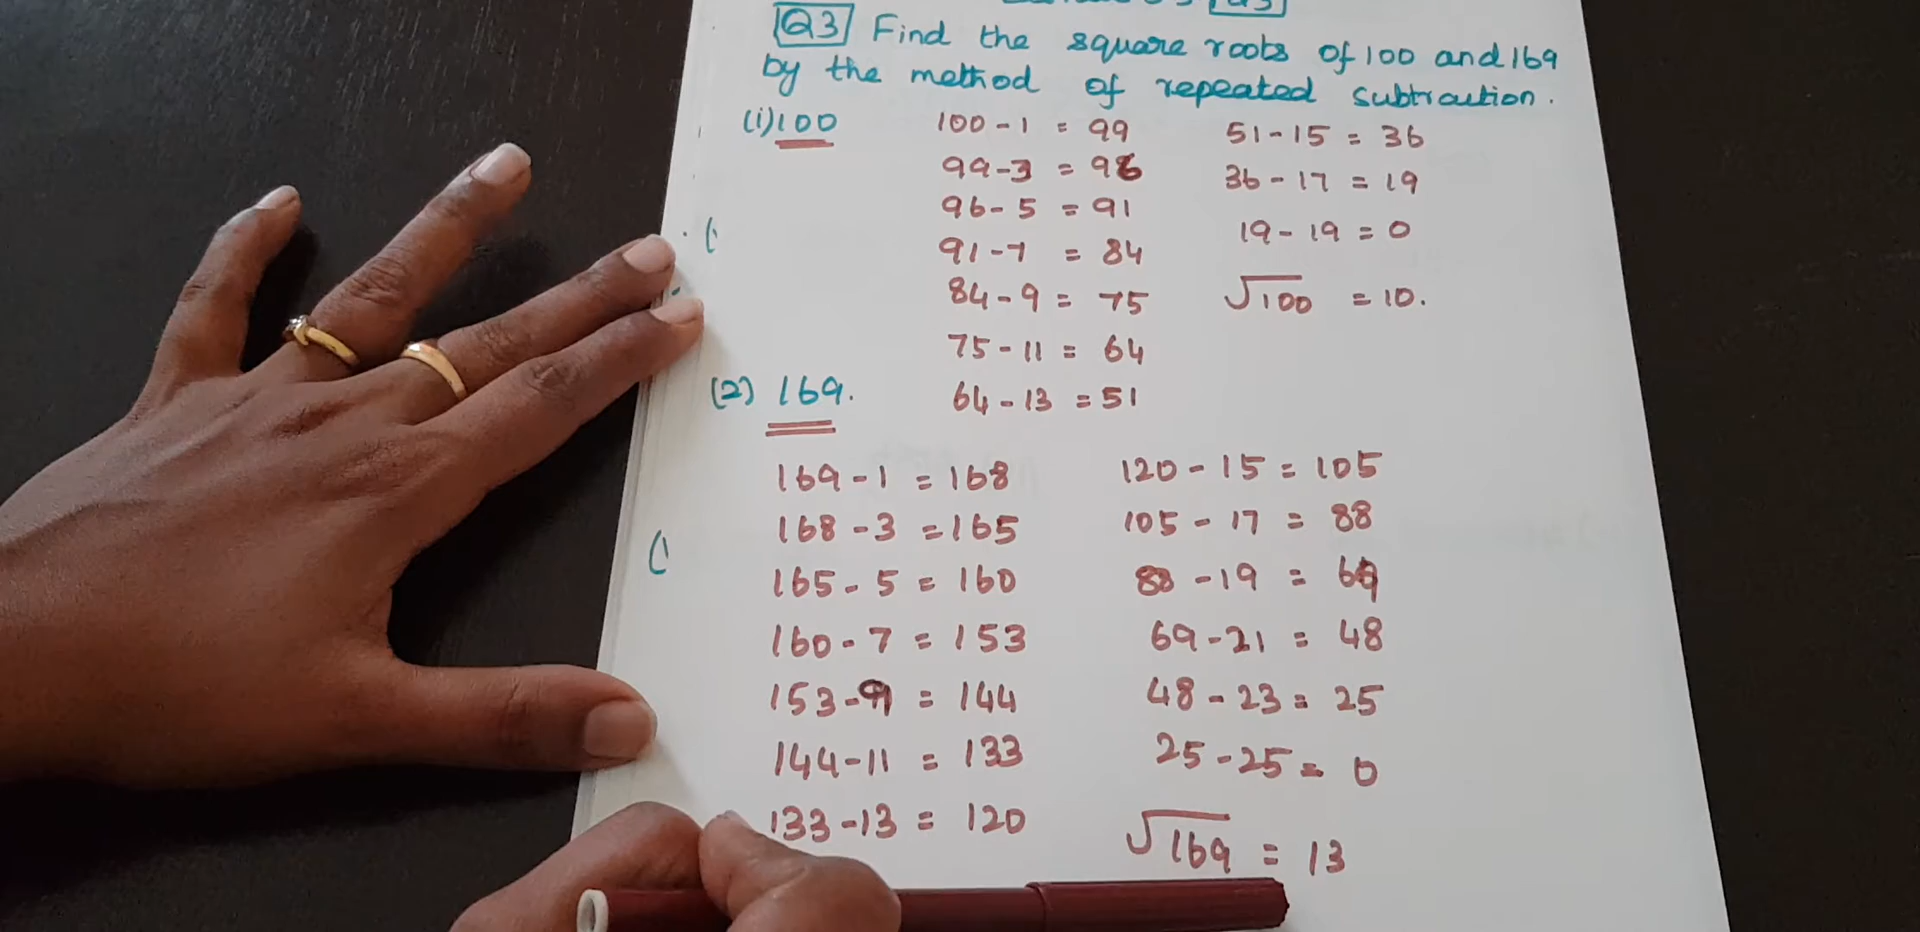 Q3 Find the square roots of 100 and 169
by the method of repeated subtraction.
(i) 100
100 - 1 = 99
99 - 3 = 96
96 - 5 = 91
91 - 7 = 84
84 - 9 = 75
75 - 11 = 64
64 - 13 = 51
51 - 15 = 36
36 - 17 = 19
19 - 19 = 0
√100 = 10.
(2) 169.
169 - 1 = 168
168 - 3 = 165
165 - 5 = 160
160 - 7 = 153
153 - 9 = 144
144 - 11 = 133
133 - 13 = 120
120 - 15 = 105
105 - 17 = 88
88 - 19 = 69
69 - 21 = 48
48 - 23 = 25
25 - 25 = 0
√169 = 13